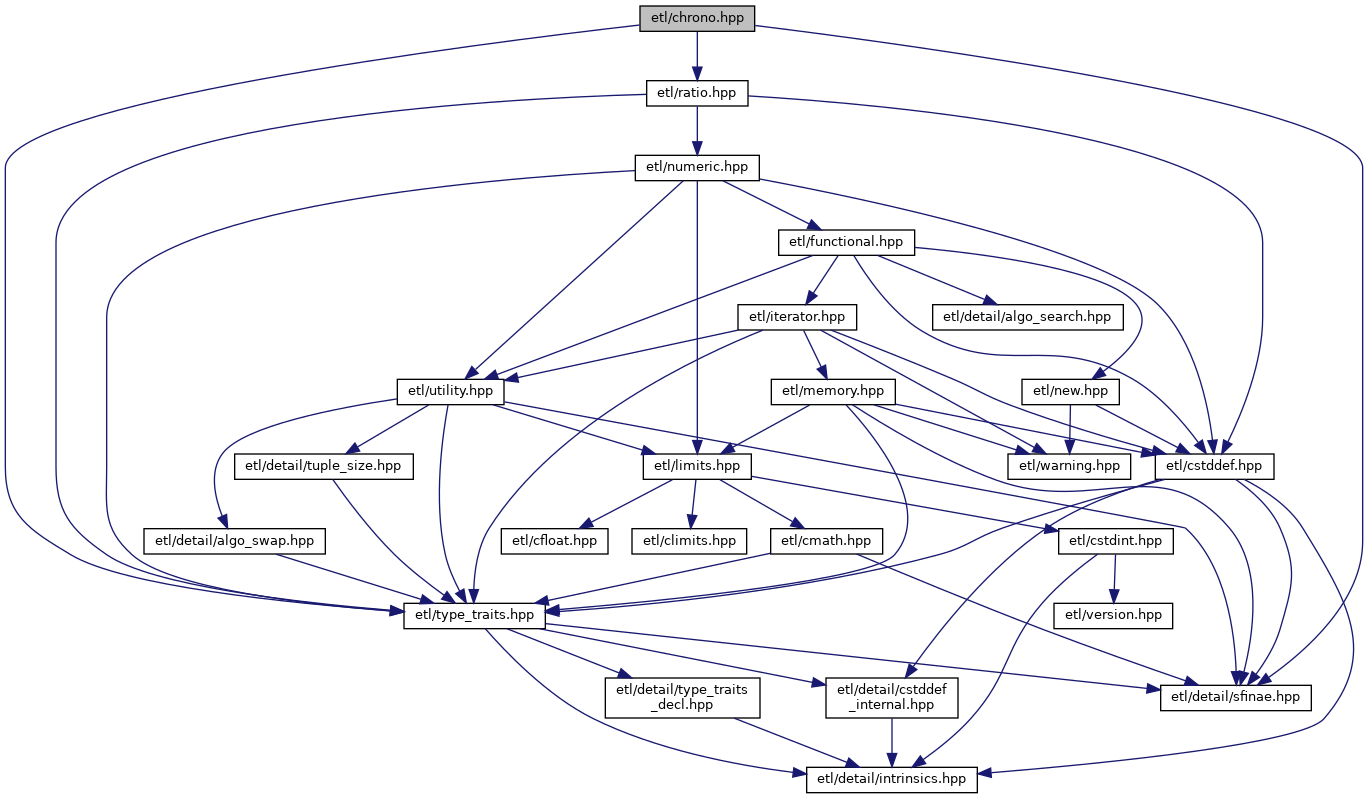 etl/chrono.hpp
etl/ratio.hpp
etl/numeric.hpp
etl/functional.hpp
etl/iterator.hpp
etl/detail/algo_search.hpp
etl/utility.hpp
etl/memory.hpp
etl/new.hpp
etl/detail/tuple_size.hpp
etl/limits.hpp
etl/warning.hpp
etl/cstddef.hpp
etl/detail/algo_swap.hpp
etl/cfloat.hpp
etl/climits.hpp
etl/cmath.hpp
etl/cstdint.hpp
etl/type_traits.hpp
etl/version.hpp
etl/detail/type_traits
_decl.hpp
etl/detail/cstddef
_internal.hpp
etl/detail/sfinae.hpp
etl/detail/intrinsics.hpp